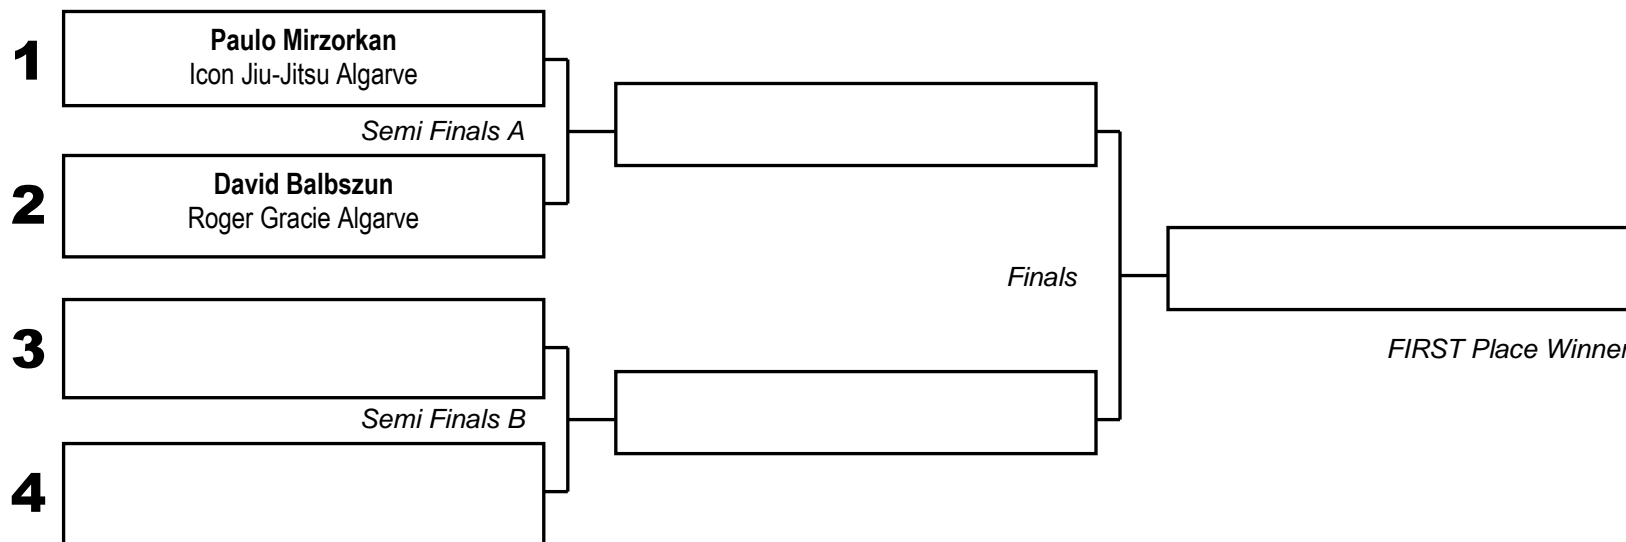 1
Paulo Mirzorkan
Icon Jiu-Jitsu Algarve
Semi Finals A
2
David Balbszun
Roger Gracie Algarve
Finals
3
FIRST Place Winner
Semi Finals B
4